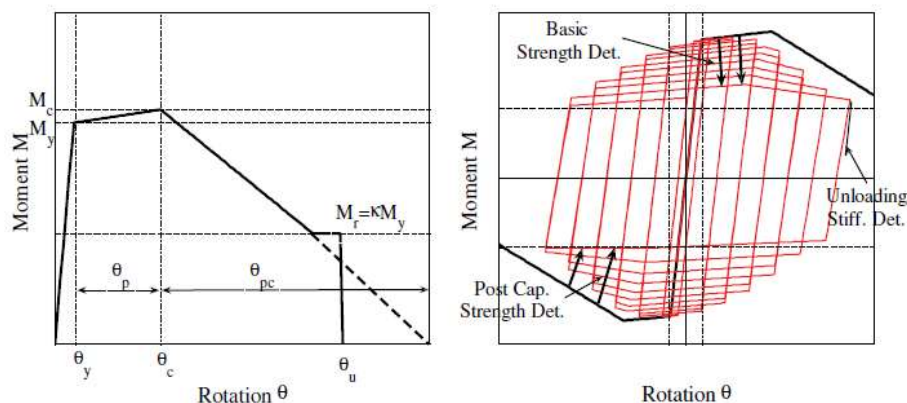 M_c
M_y
Moment M
M_r=κM_y
θ_p
θ_pc
θ_y
θ_c
θ_u
Rotation θ
Basic
Strength Det.
Moment M
Unloading
Stiff. Det.
Post Cap.
Strength Det.
Rotation θ